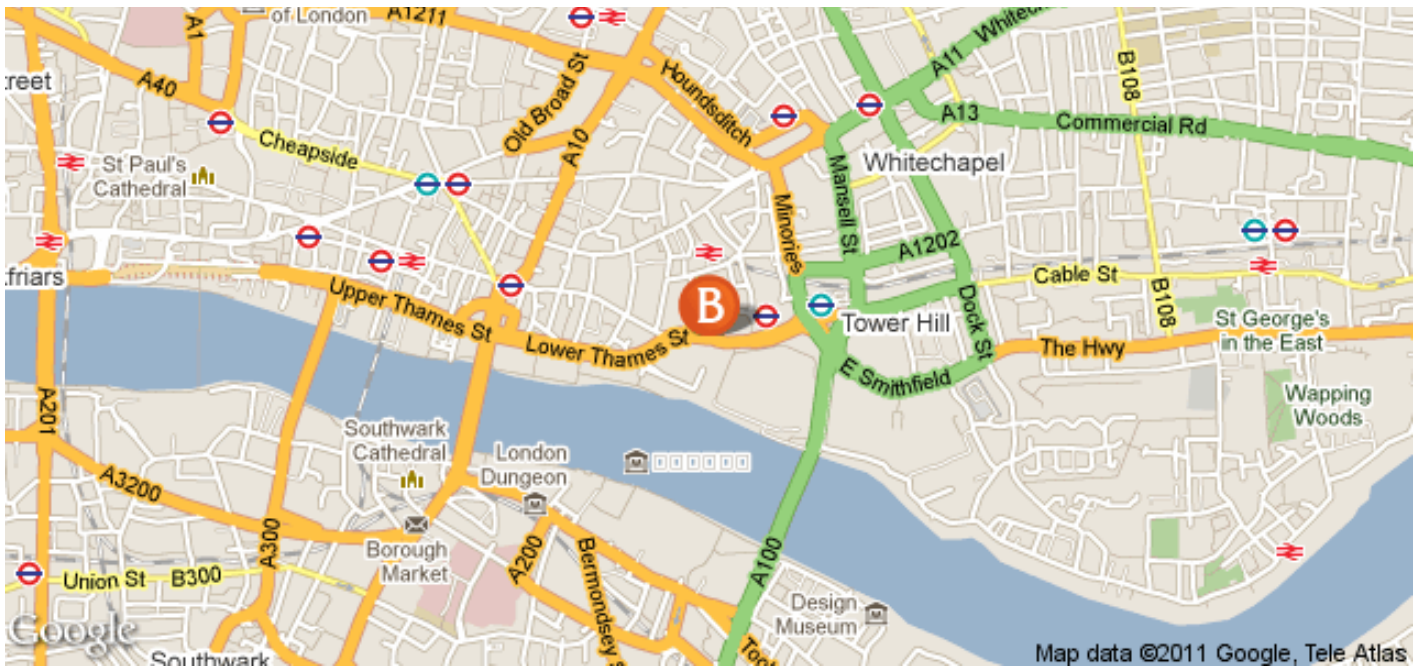 of London
A1211
A1
A40
treet
Old Broad St
Houndsditch
A11
Whitech
B108
A13
Commercial Rd
Cheapside
A10
St Paul's
Cathedral
Whitechapel
Mansell St
Minories
A1202
friars
Upper Thames St
Lower Thames St
B
Tower Hill
Cable St
Dock St
B108
St George's
in the East
The Hwy
E Smithfield
Wapping
Woods
A201
Southwark
Cathedral
London
Dungeon
A3200
A300
Borough
Market
A200
Bermondsey S
A100
Union St
B300
Design
Museum
Tool
Google
Southwark
Map data ©2011 Google, Tele Atlas